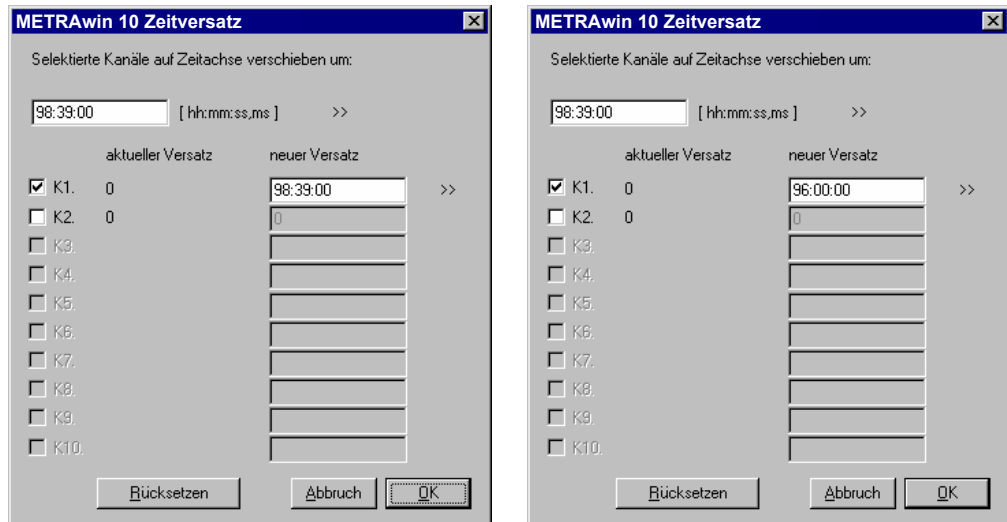 METRAwin 10 Zeitversatz
Selektierte Kanäle auf Zeitachse verschieben um:
98:39:00 [ hh:mm:ss,ms ] >>
aktueller Versatz neuer Versatz
K1. 0 98:39:00 >>
K2. 0 0
K3.
K4.
K5.
K6.
K7.
K8.
K9.
K10.
Rücksetzen Abbruch OK
METRAwin 10 Zeitversatz
Selektierte Kanäle auf Zeitachse verschieben um:
98:39:00 [ hh:mm:ss,ms ] >>
aktueller Versatz neuer Versatz
K1. 0 96:00:00 >>
K2. 0 0
K3.
K4.
K5.
K6.
K7.
K8.
K9.
K10.
Rücksetzen Abbruch OK